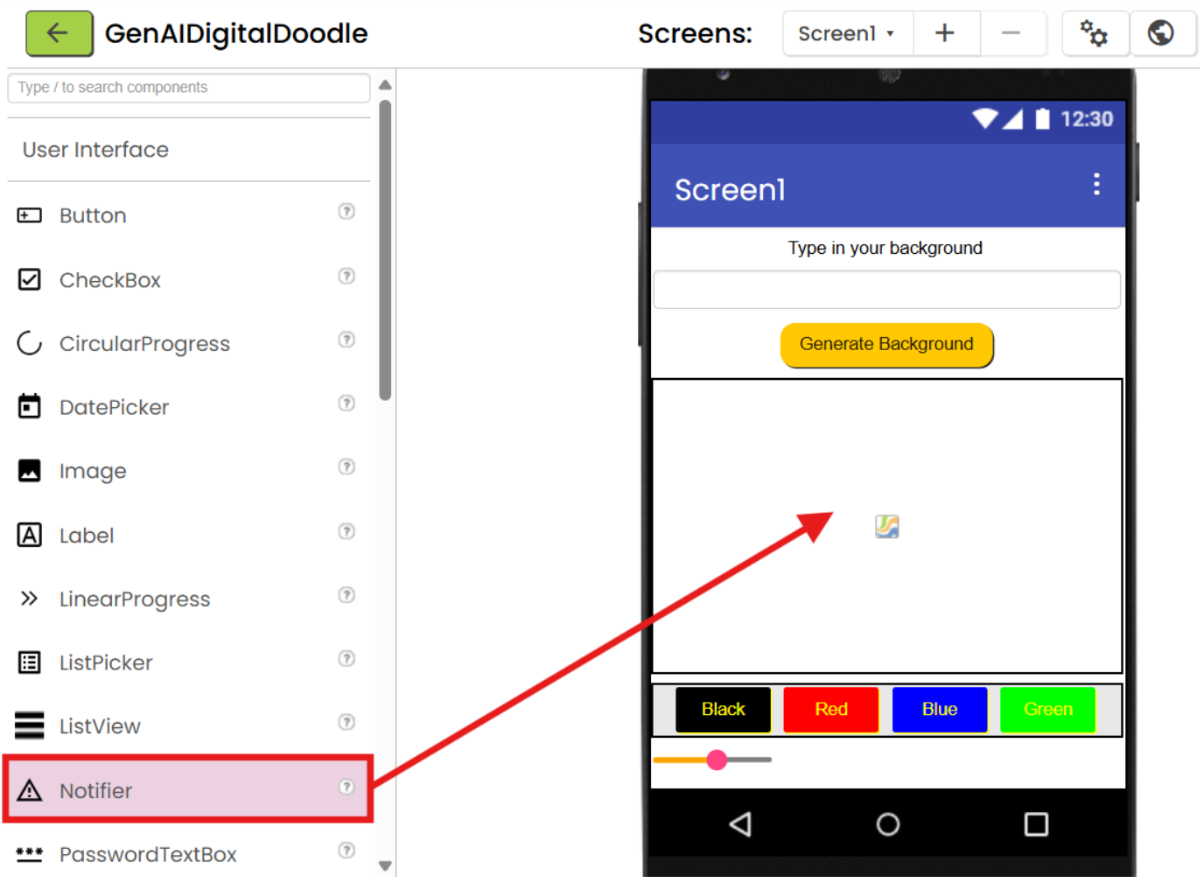 GenAIDigitalDoodle
Screens:
Screen1
Type / to search components
User Interface
Button
CheckBox
CircularProgress
DatePicker
Image
Label
LinearProgress
ListPicker
ListView
Notifier
PasswordTextBox
12:30
Screen1
Type in your background
Generate Background
Black Red Blue Green